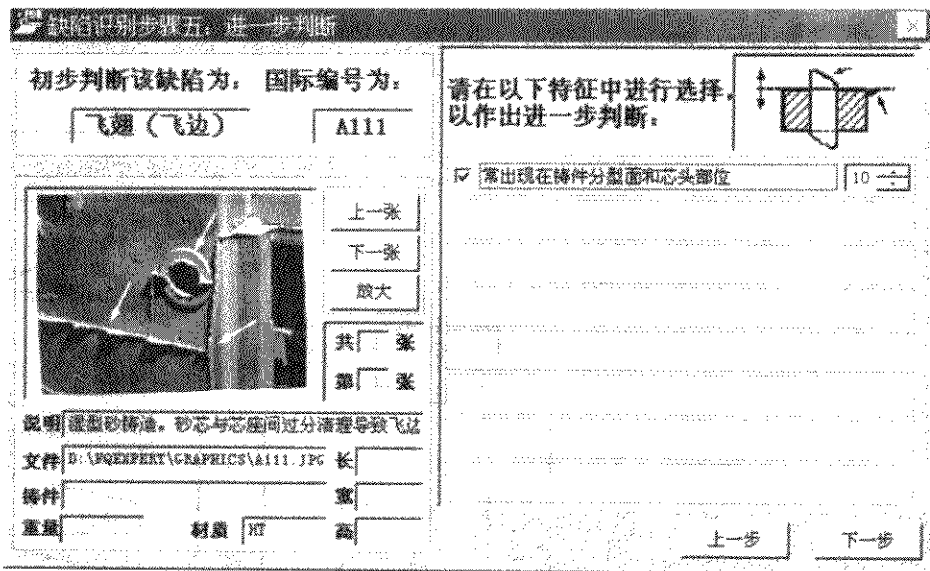 缺陷识别步骤五:进一步判断
初步判断该缺陷为: 国际编号为:
飞翅(飞边) A111
上一张
下一张
放大
共 张
第 张
说明 湿型砂铸造。砂芯与芯座间过分清理导致飞边
文件 D:\FQEXPERT\GRAPHICS\A111.JPG 长
铸件 宽
重量 材质 HT 高
请在以下特征中进行选择,
以作出进一步判断:
常出现在铸件分型面和芯头部位 10
上一步 下一步